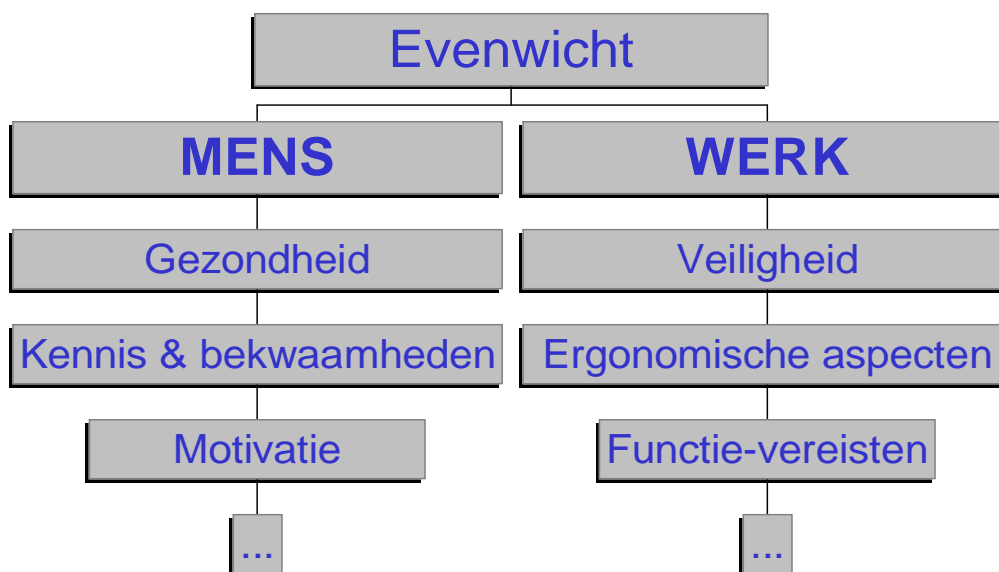 Evenwicht
MENS
WERK
Gezondheid
Veiligheid
Kennis & bekwaamheden
Ergonomische aspecten
Motivatie
Functie-vereisten
...
...